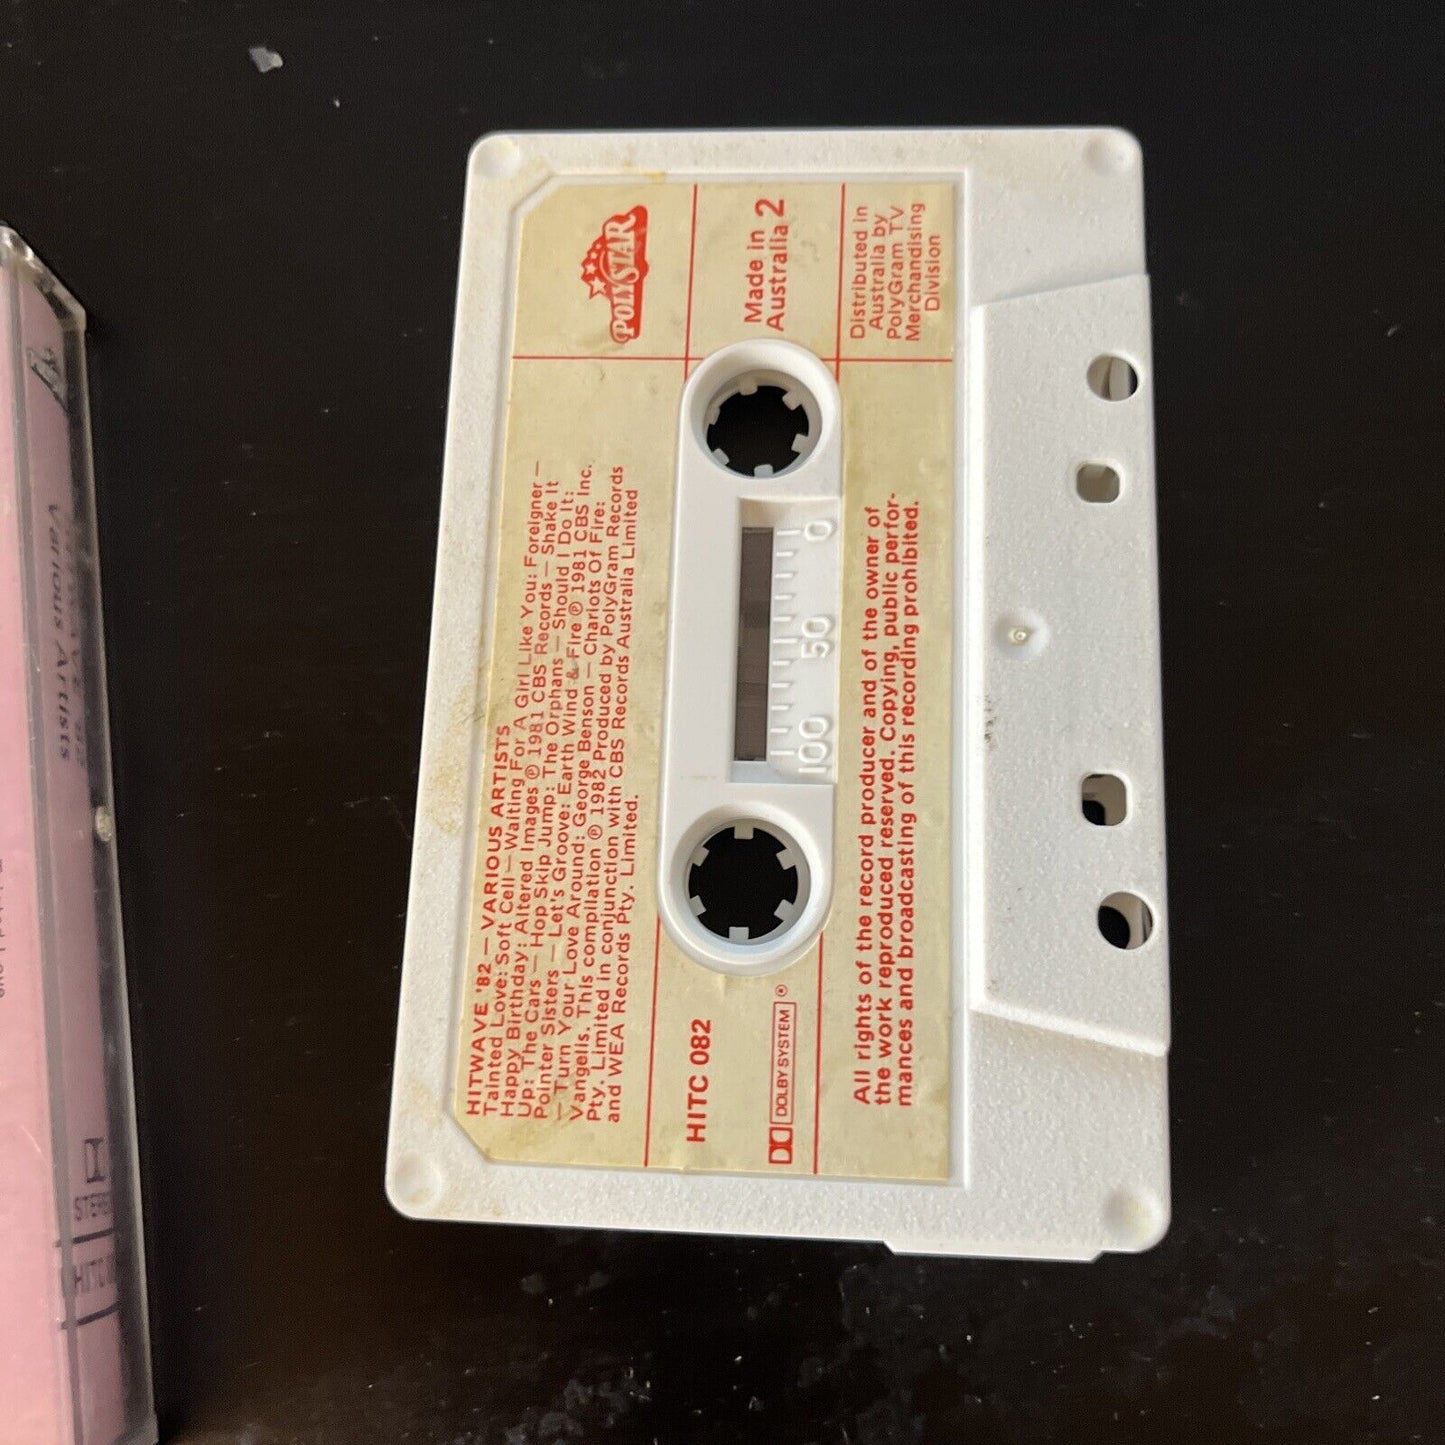 HITWAVE '82 — VARIOUS ARTISTS
Tainted Love: Soft Cell — Waiting For A Girl Like You: Foreigner —
Happy Birthday: Altered Images ℗ 1981 CBS Records — Shake It
Up: The Cars — Hop Skip Jump: The Orphans — Should I Do It:
Pointer Sisters — Let's Groove: Earth Wind & Fire ℗ 1981 CBS Inc.
— Turn Your Love Around: George Benson — Chariots Of Fire:
Vangelis. This compilation ℗ 1982 Produced by PolyGram Records
Pty. Limited in conjunction with CBS Records Australia Limited
and WEA Records Pty. Limited.
POLYSTAR
HITC 082
Made in
Australia 2
DOLBY SYSTEM ®
100 50 0
Distributed in
Australia by
PolyGram TV
Merchandising
Division
All rights of the record producer and of the owner of
the work reproduced reserved. Copying, public perfor-
mances and broadcasting of this recording prohibited.
Various Artists